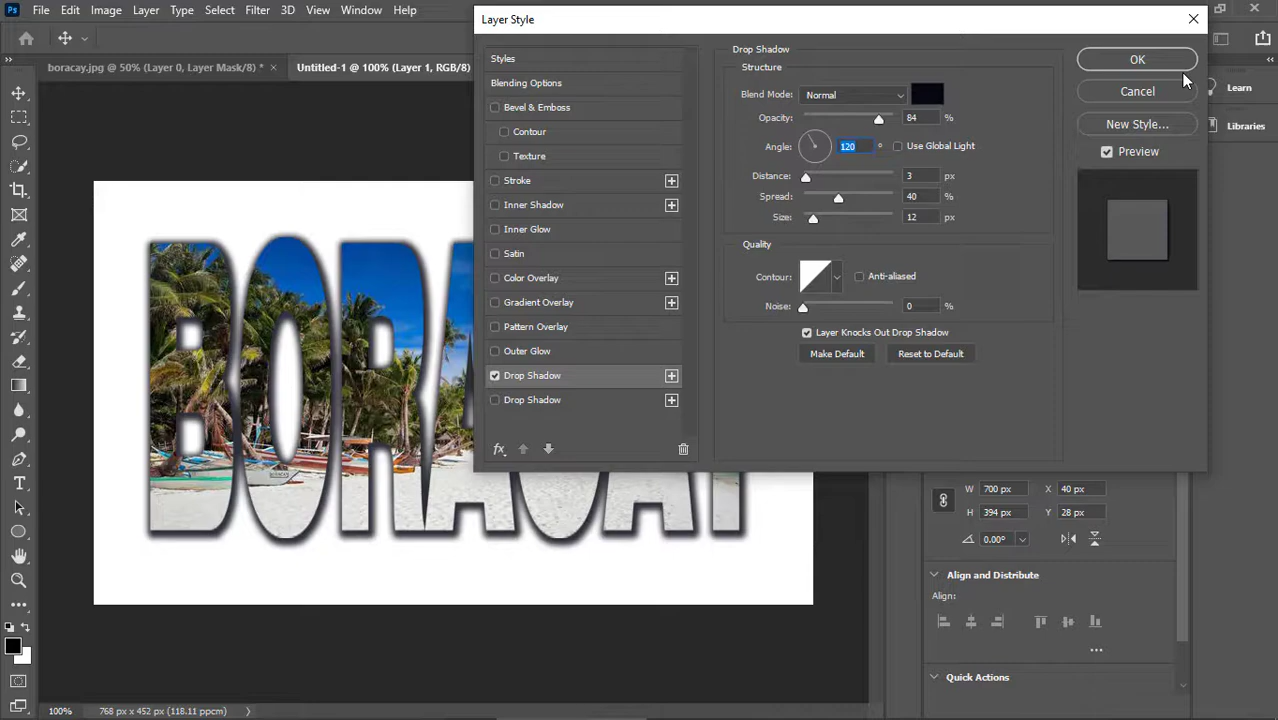 File Edit Image Layer Type Select Filter 3D View Window Help
Ps
boracay.jpg @ 50% (Layer 0, Layer Mask/8) * ×
Untitled-1 @ 100% (Layer 1, RGB/8)
Layer Style
Styles
Blending Options
Bevel & Emboss
Contour
Texture
Stroke
Inner Shadow
Inner Glow
Satin
Color Overlay
Gradient Overlay
Pattern Overlay
Outer Glow
Drop Shadow
Drop Shadow
fx
Drop Shadow
Structure
Blend Mode: Normal
Opacity: 84 %
Angle: 120 ° Use Global Light
Distance: 3 px
Spread: 40 %
Size: 12 px
Quality
Contour: Anti-aliased
Noise: 0 %
Layer Knocks Out Drop Shadow
Make Default Reset to Default
OK
Cancel
New Style...
Preview
Learn
Libraries
BORACAY
W 700 px X 40 px
H 394 px Y 28 px
0.00°
Align and Distribute
Align:
Quick Actions
100% 768 px x 452 px (118.11 ppcm)